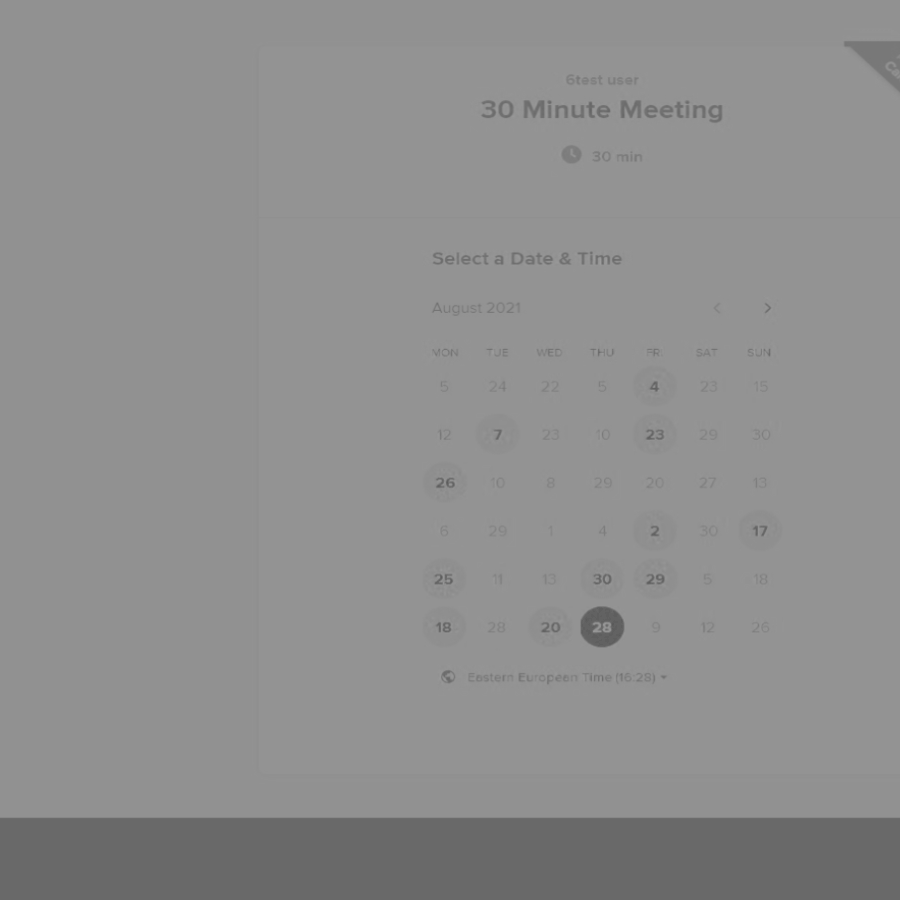 6test user
30 Minute Meeting
30 min
Select a Date & Time
August 2021
MON TUE WED THU FRI SAT SUN
5 24 22 5 4 23 15
12 7 23 10 23 29 30
26 10 8 29 20 27 13
6 29 1 4 2 30 17
25 11 13 30 29 5 18
18 28 20 28 9 12 26
Eastern European Time (16:28)